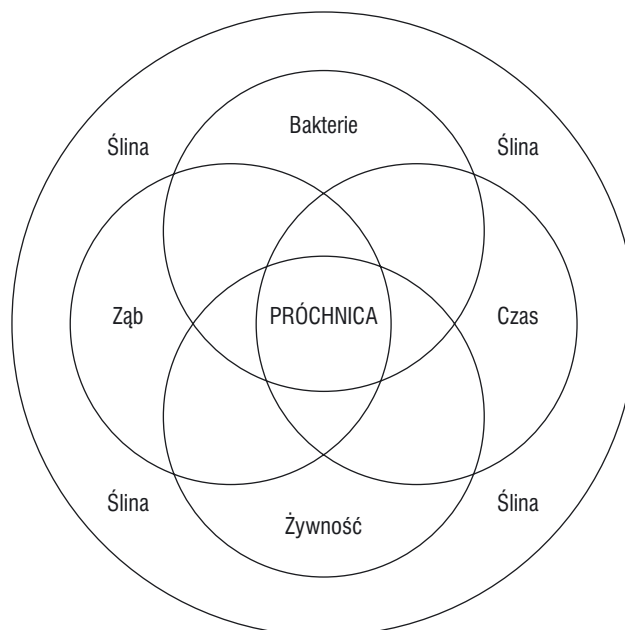 Bakterie
Ślina
Ślina
Ząb
PRÓCHNICA
Czas
Ślina
Ślina
Żywność